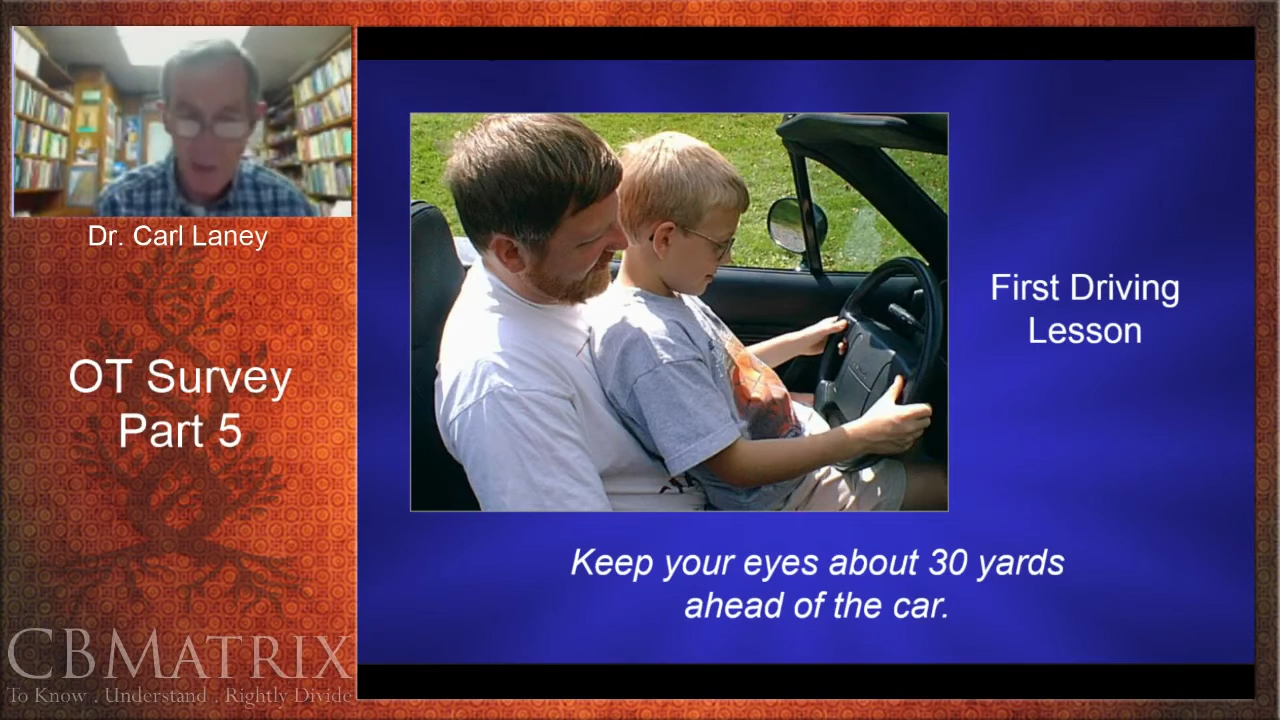 Dr. Carl Laney
OT Survey
Part 5
CBMATRIX
To Know . Understand . Rightly Divide
First Driving
Lesson
Keep your eyes about 30 yards
ahead of the car.